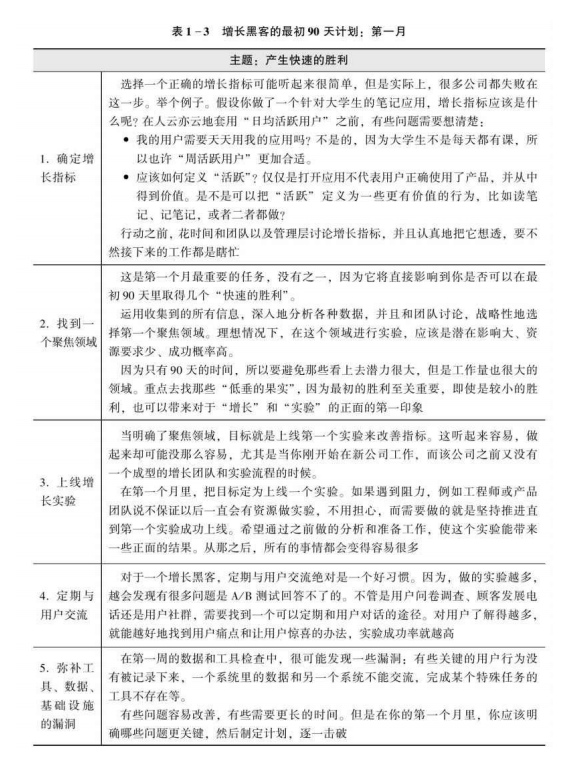 表 1-3 增长黑客的最初 90 天计划：第一月
主题：产生快速的胜利
1. 确定增
长指标
选择一个正确的增长指标可能听起来很简单，但是实际上，很多公司都失败在
这一步。举个例子。假设你做了一个针对大学生的笔记应用，增长指标应该是什
么呢？在人云亦云地套用“日均活跃用户”之前，有些问题需要想清楚：
● 我的用户需要天天用我的应用吗？不是的，因为大学生不是每天都有课，所
以也许“周活跃用户”更加合适。
● 应该如何定义“活跃”？仅仅是打开应用不代表用户正确使用了产品，并从中
得到价值。是不是可以把“活跃”定义为一些更有价值的行为，比如读笔
记、记笔记，或者二者都做？
行动之前，花时间和团队以及管理层讨论增长指标，并且认真地把它想透，要不
然接下来的工作都是瞎忙
2. 找到一
个聚焦领域
这是第一个月最重要的任务，没有之一，因为它将直接影响到你是否可以在最
初 90 天里取得几个“快速的胜利”。
运用收集到的所有信息，深入地分析各种数据，并且和团队讨论，战略性地选
择第一个聚焦领域。理想情况下，在这个领域进行实验，应该是潜在影响大、资
源要求少、成功概率高。
因为只有 90 天的时间，所以要避免那些看上去潜力很大，但是工作量也很大的
领域。重点去找那些“低垂的果实”，因为最初的胜利至关重要，即使是较小的胜
利，也可以带来对于“增长”和“实验”的正面的第一印象
3. 上线增
长实验
当明确了聚焦领域，目标就是上线第一个实验来改善指标。这听起来容易，做
起来却可能没那么容易，尤其是当你刚开始在新公司工作，而该公司之前又没有
一个成型的增长团队和实验流程的时候。
在第一个月里，把目标定为上线一个实验。如果遇到阻力，例如工程师或产品
团队说不保证以后一直会有资源做实验，不用担心，而需要做的就是坚持推进直
到第一个实验成功上线。希望通过之前做的分析和准备工作，使这个实验能带来
一些正面的结果。从那之后，所有的事情都会变得容易很多
4. 定期与
用户交流
对于一个增长黑客，定期与用户交流绝对是一个好习惯。因为，做的实验越多，
越会发现有很多问题是 A/B 测试回答不了的。不管是用户问卷调查、顾客发展电
话还是用户社群，需要找到一个可以定期和用户对话的途径。对用户了解得越多，
就能越好地找到用户痛点和让用户惊喜的办法，实验成功率就越高
5. 弥补工
具、数据、
基础设施
的漏洞
在第一周的数据和工具检查中，很可能发现一些漏洞：有些关键的用户行为没
有被记录下来，一个系统里的数据和另一个系统不能交流，完成某个特殊任务的
工具不存在等。
有些问题容易改善，有些需要更长的时间。但是在你的第一个月里，你应该明
确哪些问题更关键，然后制定计划，逐一击破